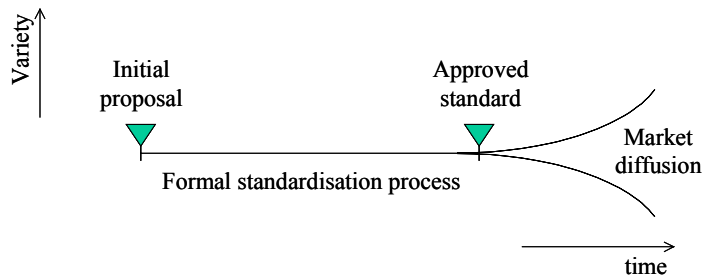 Variety
Initial
proposal
Approved
standard
Market
diffusion
Formal standardisation process
time